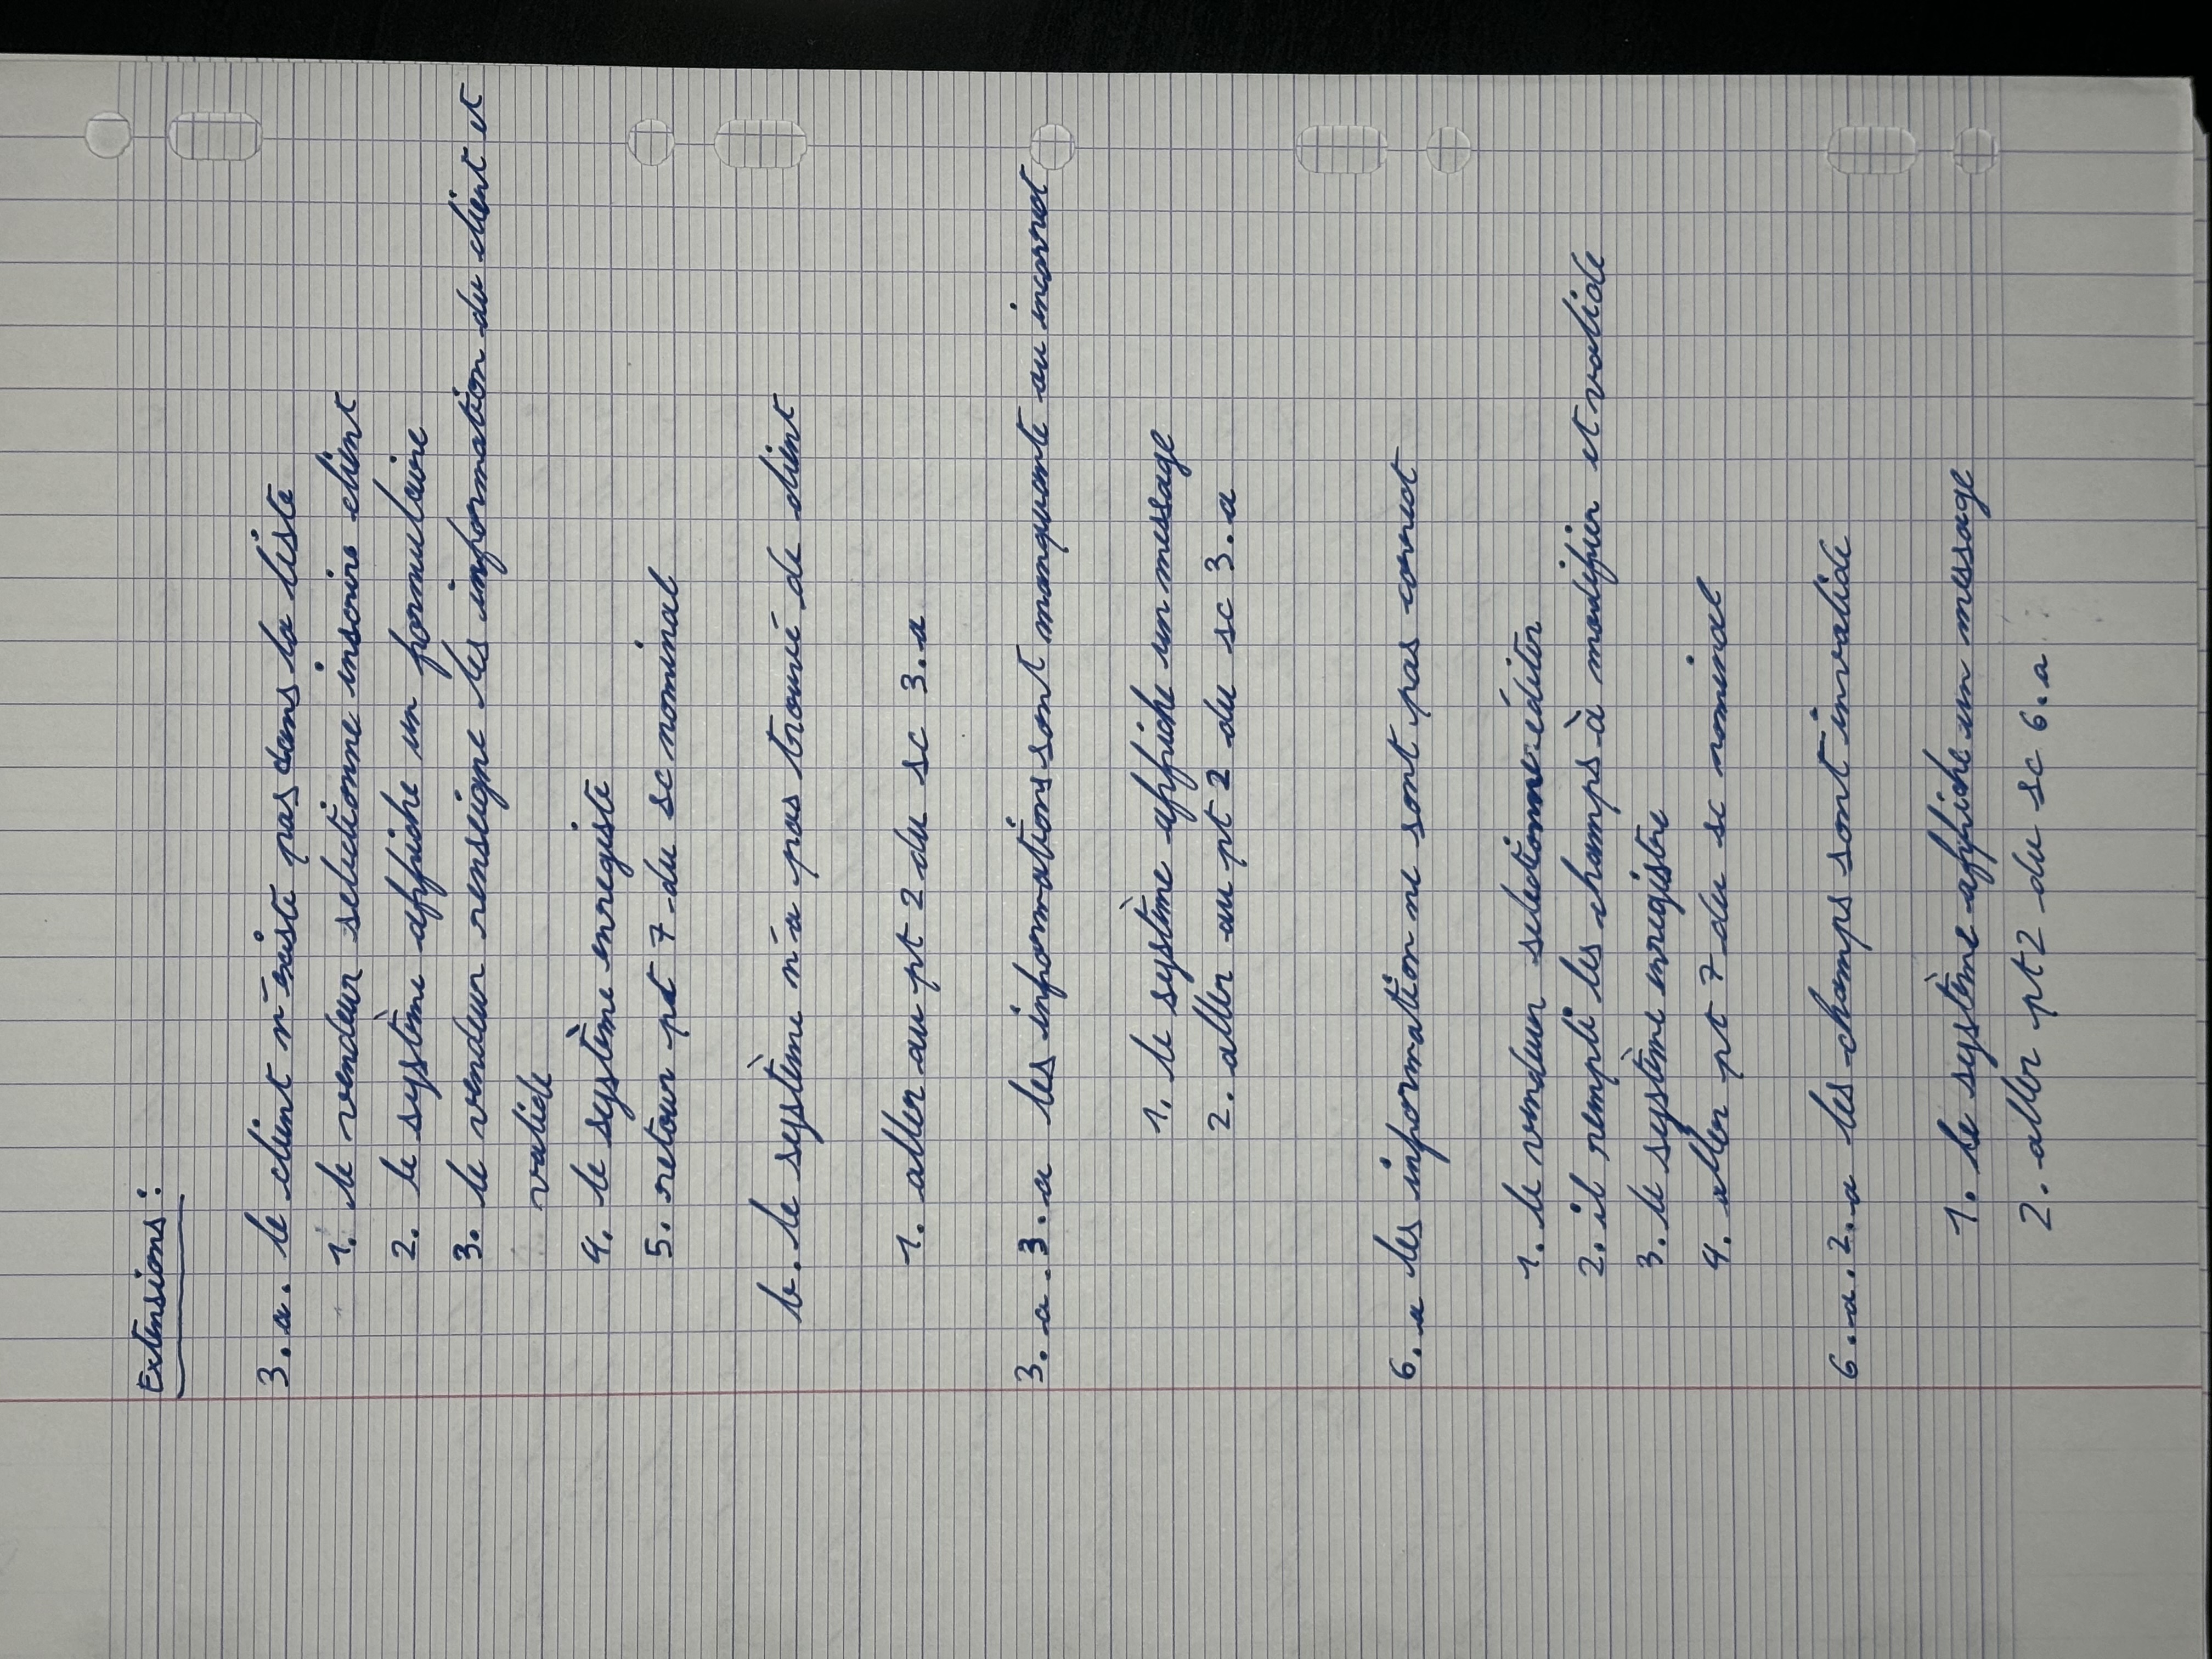 Extensions :
3. a. le client n'existe pas dans la liste
1. le vendeur selectionne inscrire client
2. le système affiche un formulaire
3. le vendeur renseigne les information du client et
valide
4. le système enregiste
5. retour pt 7 du sc nominal
b. le système n'a pas trouvé de client
1. aller au pt 2 du sc 3.a
3. a. 3. a les informations sont manquante ou incorrect
1. le système affiche un message
2. aller au pt 2 du sc 3.a
6. a les information ne sont pas correct
1. le vendeur selectionne éditer
2. il rempli les champs à modifier et valide
3. le système enregistre
4. aller pt 7 du sc nominal
6. a. 2. a les champs sont invalide
1. le système affiche un message
2. aller pt 2 du sc 6.a